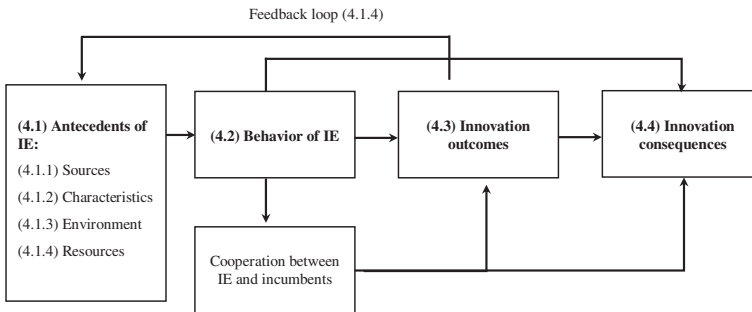 Feedback loop (4.1.4)
(4.1) Antecedents of
IE:
(4.1.1) Sources
(4.1.2) Characteristics
(4.1.3) Environment
(4.1.4) Resources
(4.2) Behavior of IE
(4.3) Innovation
outcomes
(4.4) Innovation
consequences
Cooperation between
IE and incumbents